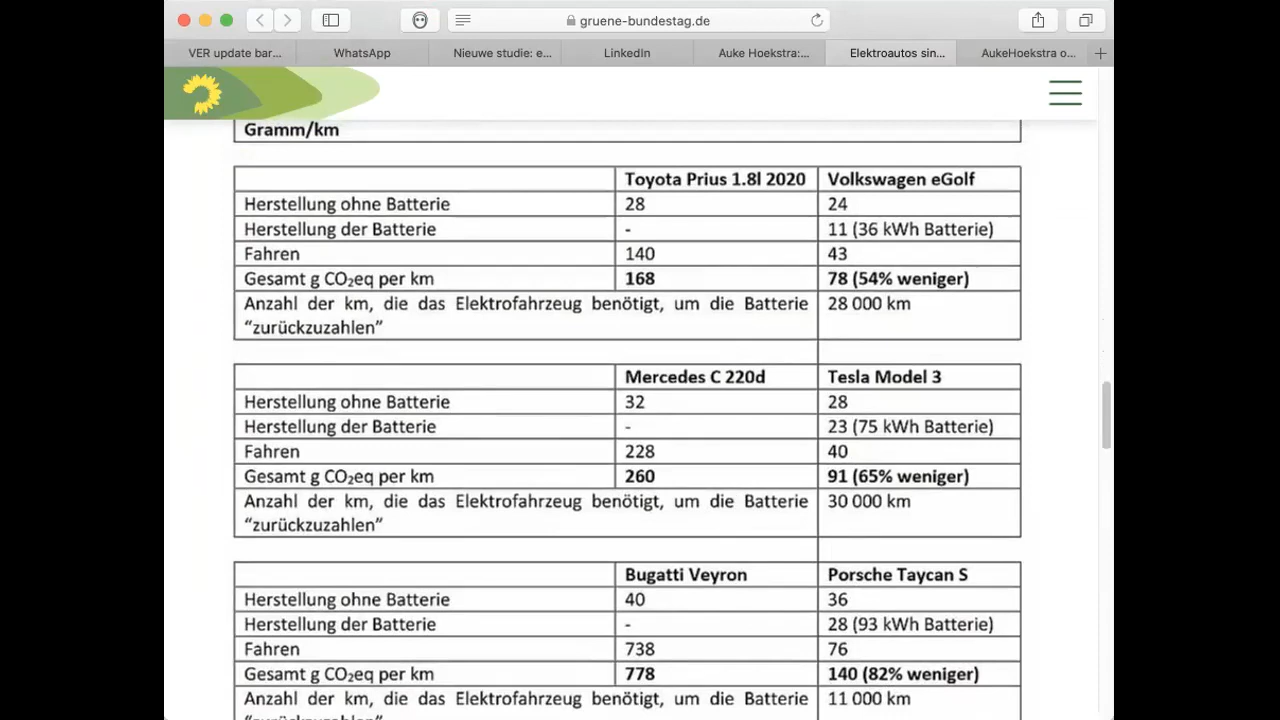 gruene-bundestag.de
VER update bar... WhatsApp Nieuwe studie: e... LinkedIn Auke Hoekstra:... Elektroautos sin... AukeHoekstra o...
Gramm/km
Toyota Prius 1.8l 2020 Volkswagen eGolf
Herstellung ohne Batterie 28 24
Herstellung der Batterie - 11 (36 kWh Batterie)
Fahren 140 43
Gesamt g CO₂eq per km 168 78 (54% weniger)
Anzahl der km, die das Elektrofahrzeug benötigt, um die Batterie 28 000 km
“zurückzuzahlen”
Mercedes C 220d Tesla Model 3
Herstellung ohne Batterie 32 28
Herstellung der Batterie - 23 (75 kWh Batterie)
Fahren 228 40
Gesamt g CO₂eq per km 260 91 (65% weniger)
Anzahl der km, die das Elektrofahrzeug benötigt, um die Batterie 30 000 km
“zurückzuzahlen”
Bugatti Veyron Porsche Taycan S
Herstellung ohne Batterie 40 36
Herstellung der Batterie - 28 (93 kWh Batterie)
Fahren 738 76
Gesamt g CO₂eq per km 778 140 (82% weniger)
Anzahl der km, die das Elektrofahrzeug benötigt, um die Batterie 11 000 km